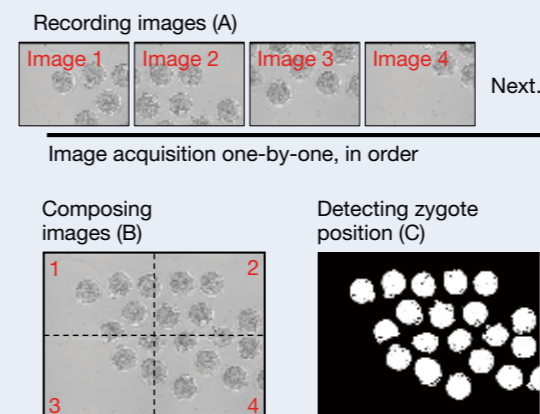 Recording images (A)
Image 1
Image 2
Image 3
Image 4
Next.
Image acquisition one-by-one, in order
Composing
images (B)
1
2
3
4
Detecting zygote
position (C)